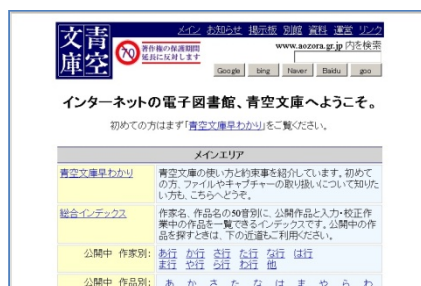 青空文庫
メイン お知らせ 掲示板 別館 資料 運営 リンク
70 著作権の保護期間
延長に反対します
www.aozora.gr.jp 内を検索
Google bing Naver Baidu goo
インターネットの電子図書館、青空文庫へようこそ。
初めての方はまず「青空文庫早わかり」をご覧ください。
メインエリア
青空文庫早わかり
青空文庫の使い方と約束事を紹介しています。初めて
の方、ファイルやキャプチャーの取り扱いについて知りた
い方も、こちらへどうぞ。
総合インデックス
作家名、作品名の50音別に、公開作品と入力・校正作
業中の作品を一覧できるインデックスです。公開中の作
品を探すときは、下の近道もご利用ください。
公開中 作家別: あ行 か行 さ行 た行 な行 は行
ま行 や行 ら行 わ行 他
公開中 作品別: あ か さ た な は ま や ら わ